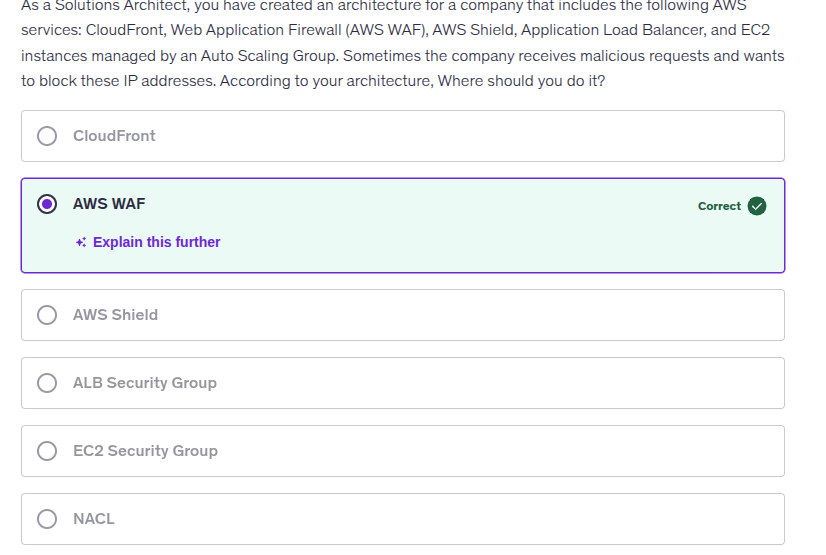 As a Solutions Architect, you have created an architecture for a company that includes the following AWS
services: CloudFront, Web Application Firewall (AWS WAF), AWS Shield, Application Load Balancer, and EC2
instances managed by an Auto Scaling Group. Sometimes the company receives malicious requests and wants
to block these IP addresses. According to your architecture, Where should you do it?
CloudFront
AWS WAF
Correct
Explain this further
AWS Shield
ALB Security Group
EC2 Security Group
NACL